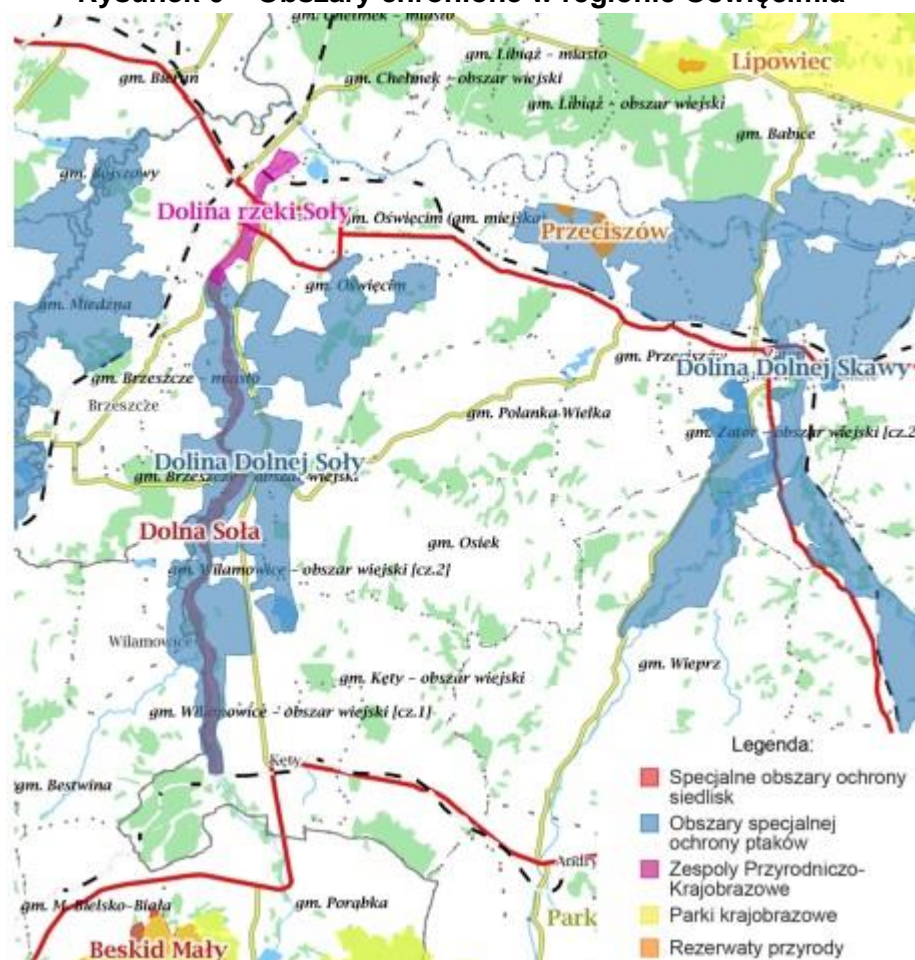 Rysunek 6 – Obszary chronione w regionie Oświęcimia
gm. Chełmek – miasto
gm. Libiąż – miasto
Lipowiec
gm. Bieruń
gm. Chełmek – obszar wiejski
gm. Libiąż – obszar wiejski
gm. Babice
gm. Bojszowy
Dolina rzeki Soły
gm. Oświęcim (gm. miejska)
Przeciszów
gm. Oświęcim
gm. Miedźna
gm. Przeciszów
Zator
Dolina Dolnej Skawy
gm. Brzeszcze – miasto
Brzeszcze
gm. Polanka Wielka
gm. Zator – obszar wiejski [cz.2
Dolina Dolnej Soły
gm. Brzeszcze – obszar wiejski
Dolna Soła
gm. Osiek
gm. Wilamowice – obszar wiejski [cz.2]
Wilamowice
gm. Wieprz
gm. Kęty – obszar wiejski
gm. Wilamowice – obszar wiejski [cz.1]
Kęty
gm. Bestwina
Andry
gm. M. Bielsko-Biała
gm. Porąbka
Park
Beskid Mały
Legenda:
Specjalne obszary ochrony
siedlisk
Obszary specjalnej
ochrony ptaków
Zespoły Przyrodniczo-
Krajobrazowe
Parki krajobrazowe
Rezerwaty przyrody